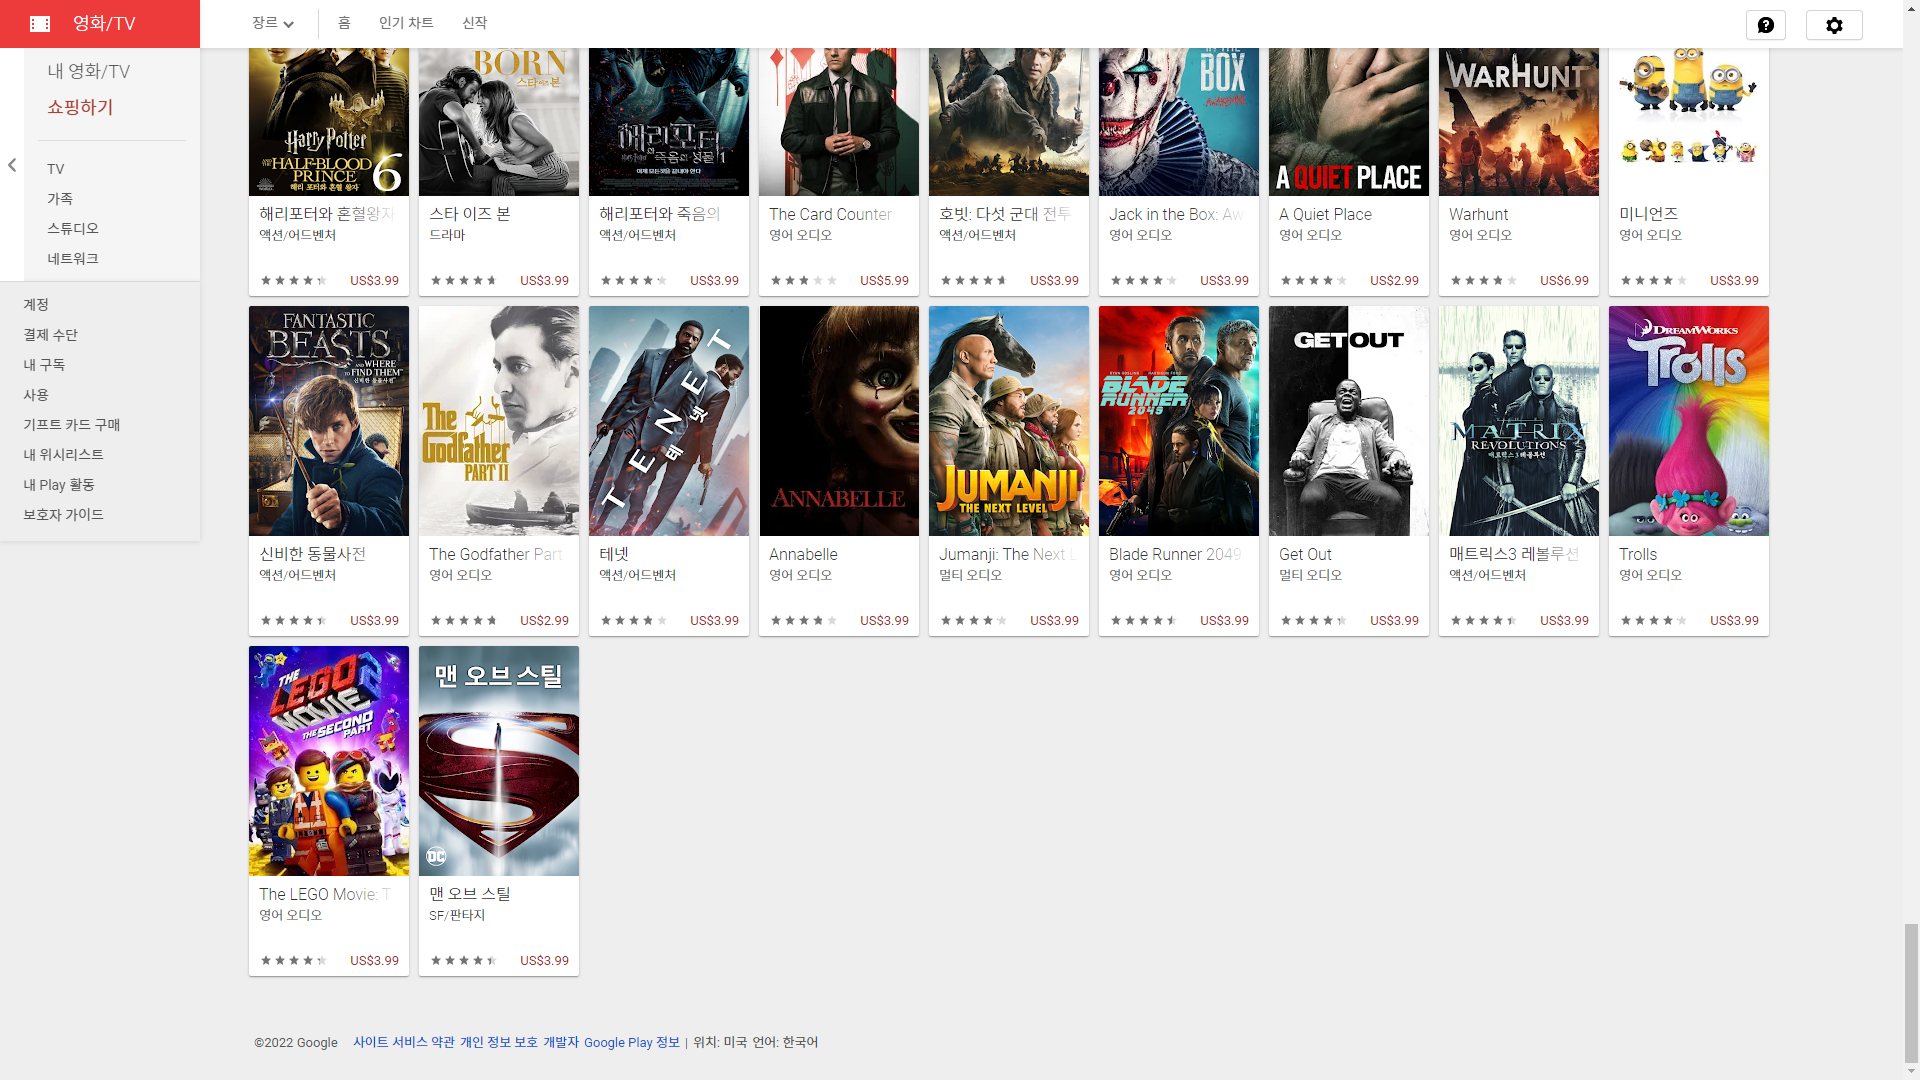 영화/TV
장르
홈
인기 차트
신작
내 영화/TV
쇼핑하기
TV
가족
스튜디오
네트워크
계정
결제 수단
내 구독
사용
기프트 카드 구매
내 위시리스트
내 Play 활동
보호자 가이드
Harry Potter
HALF-BLOOD
PRINCE 6
해리 포터와 혼혈 왕자
BORN
스타 이즈 본
해리포터
죽음의 성물 1
BOX
A QUIET PLACE
WARHUNT
해리포터와 혼혈왕자
액션/어드벤처
US$3.99
스타 이즈 본
드라마
US$3.99
해리포터와 죽음의
액션/어드벤처
US$3.99
The Card Counter
영어 오디오
US$5.99
호빗: 다섯 군대 전투
액션/어드벤처
US$3.99
Jack in the Box: Aw
영어 오디오
US$3.99
A Quiet Place
영어 오디오
US$2.99
Warhunt
영어 오디오
US$6.99
미니언즈
영어 오디오
US$3.99
FANTASTIC
BEASTS
AND WHERE
TO FIND THEM
신비한 동물사전
The
Godfather
PART II
TENET
테넷
ANNABELLE
JUMANJI
THE NEXT LEVEL
RYAN GOSLING HARRISON FORD
BLADE
RUNNER
2049
GET OUT
MATRIX
REVOLUTIONS
매트릭스3 레볼루션
DREAMWORKS
Trolls
신비한 동물사전
액션/어드벤처
US$3.99
The Godfather Part
영어 오디오
US$2.99
테넷
액션/어드벤처
US$3.99
Annabelle
영어 오디오
US$3.99
Jumanji: The Next L
멀티 오디오
US$3.99
Blade Runner 2049
영어 오디오
US$3.99
Get Out
멀티 오디오
US$3.99
매트릭스3 레볼루션
액션/어드벤처
US$3.99
Trolls
영어 오디오
US$3.99
THE
LEGO
MOVIE 2
THE SECOND
PART
맨 오브 스틸
DC
The LEGO Movie: T
영어 오디오
US$3.99
맨 오브 스틸
SF/판타지
US$3.99
©2022 Google 사이트 서비스 약관 개인 정보 보호 개발자 Google Play 정보 | 위치: 미국 언어: 한국어